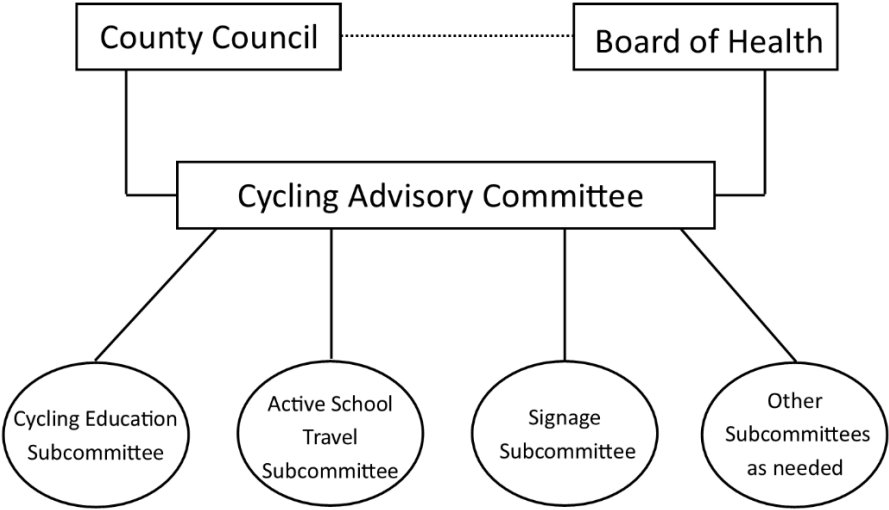 County Council
Board of Health
Cycling Advisory Committee
Cycling Education
Subcommittee
Active School
Travel
Subcommittee
Signage
Subcommittee
Other
Subcommittees
as needed